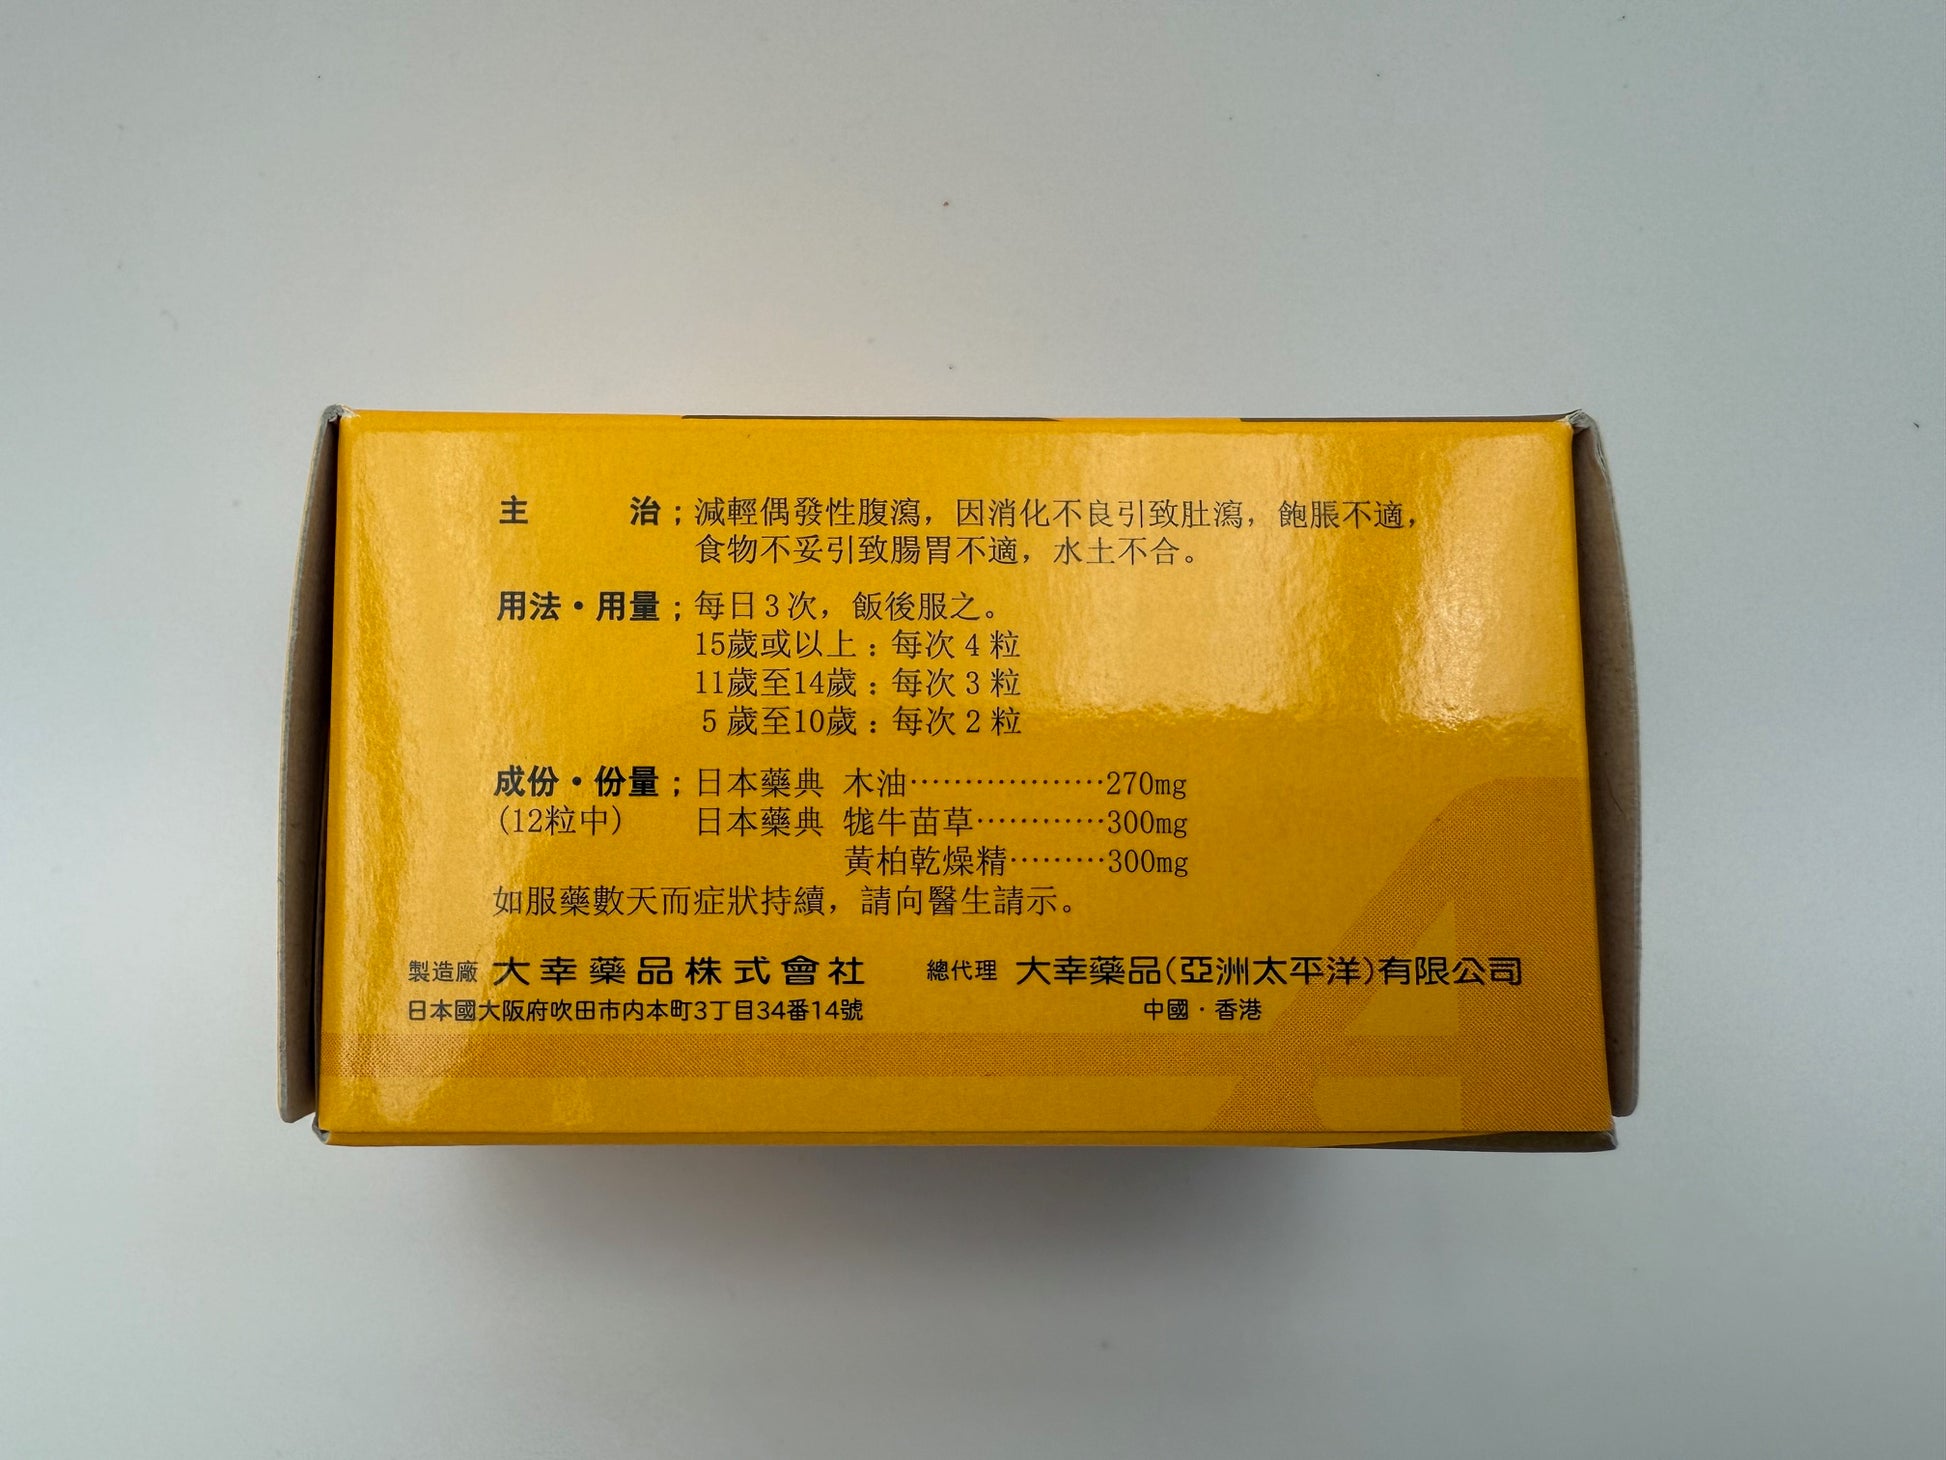 主　　治；減輕偶發性腹瀉，因消化不良引致肚瀉，飽脹不適，
食物不妥引致腸胃不適，水土不合。
用法・用量；每日3次，飯後服之。
15歲或以上：每次4粒
11歲至14歲：每次3粒
5歲至10歲：每次2粒
成份・份量；日本藥典 木油………………270mg
(12粒中) 日本藥典 牻牛苗草…………300mg
黃柏乾燥精………300mg
如服藥數天而症狀持續，請向醫生請示。
製造廠 大幸藥品株式會社 總代理 大幸藥品(亞洲太平洋)有限公司
日本國大阪府吹田市内本町3丁目34番14號 中國・香港